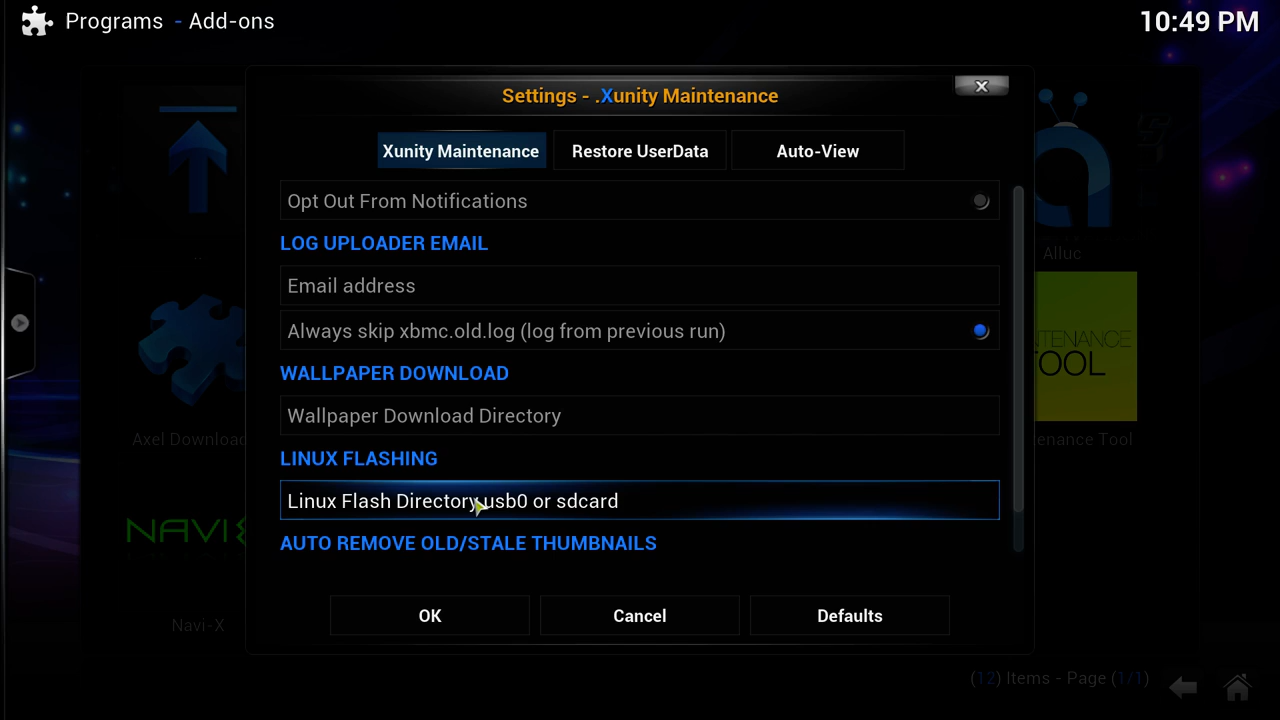 Programs - Add-ons
10:49 PM
Settings - .Xunity Maintenance
Xunity Maintenance
Restore UserData
Auto-View
Opt Out From Notifications
LOG UPLOADER EMAIL
Email address
Always skip xbmc.old.log (log from previous run)
WALLPAPER DOWNLOAD
Wallpaper Download Directory
LINUX FLASHING
Linux Flash Directory,usb0 or sdcard
AUTO REMOVE OLD/STALE THUMBNAILS
OK
Cancel
Defaults
..
Alluc
NTENANCE
TOOL
Axel Download
enance Tool
NAVI
Navi-X
(12) Items - Page (1/1)